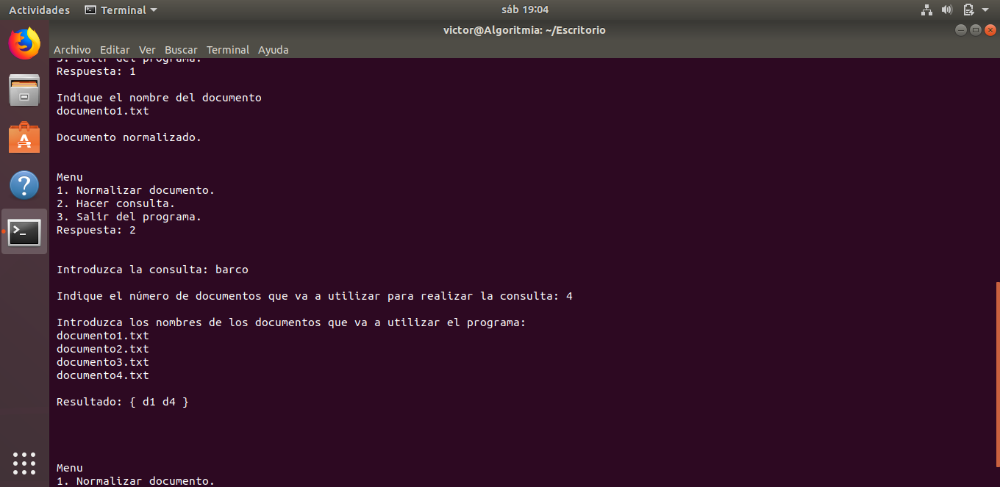 Actividades
Terminal
sáb 19:04
victor@Algoritmia: ~/Escritorio
Archivo Editar Ver Buscar Terminal Ayuda
3. Salir del programa.
Respuesta: 1
Indique el nombre del documento
documento1.txt
Documento normalizado.
Menu
1. Normalizar documento.
2. Hacer consulta.
3. Salir del programa.
Respuesta: 2
Introduzca la consulta: barco
Indique el número de documentos que va a utilizar para realizar la consulta: 4
Introduzca los nombres de los documentos que va a utilizar el programa:
documento1.txt
documento2.txt
documento3.txt
documento4.txt
Resultado: { d1 d4 }
Menu
1. Normalizar documento.